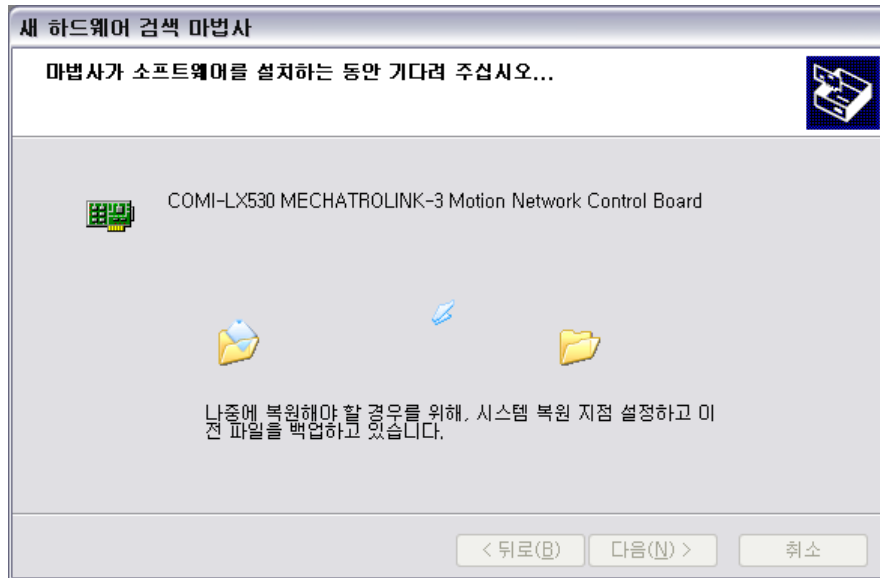 새 하드웨어 검색 마법사
마법사가 소프트웨어를 설치하는 동안 기다려 주십시오...
COMI-LX530 MECHATROLINK-3 Motion Network Control Board
나중에 복원해야 할 경우를 위해, 시스템 복원 지점 설정하고 이
전 파일을 백업하고 있습니다.
< 뒤로(B) 다음(N) > 취소